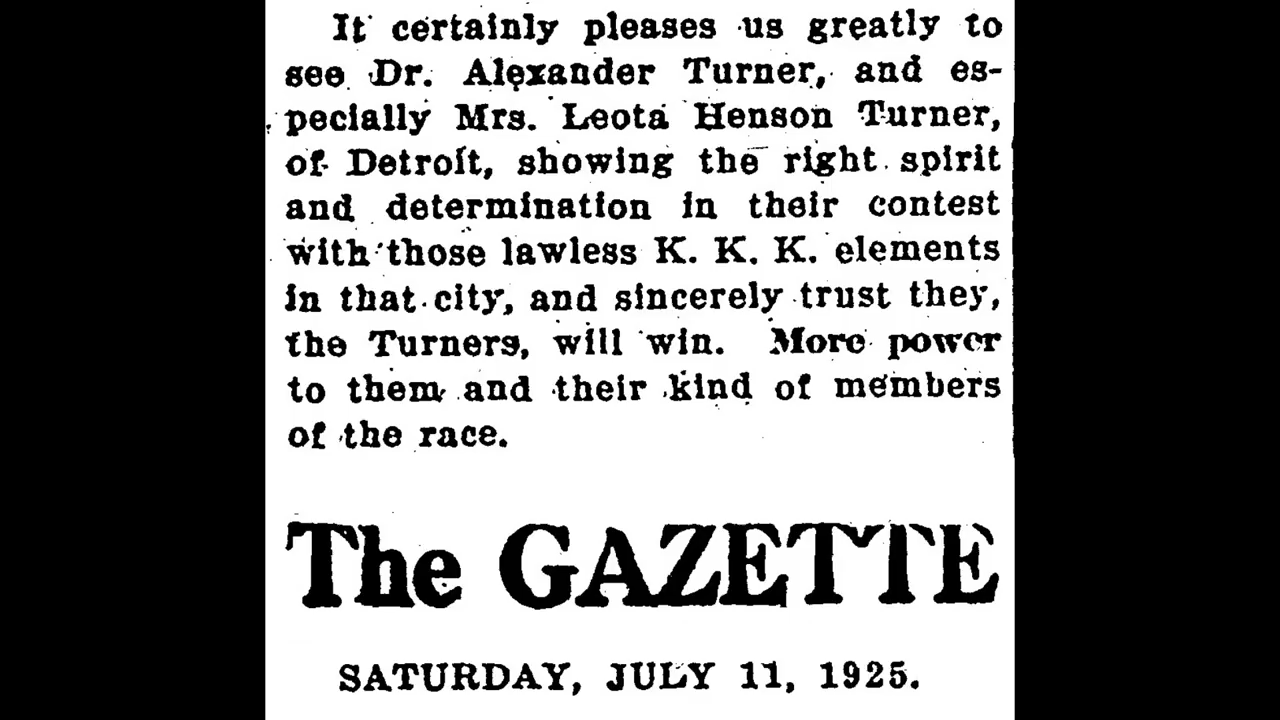 It certainly pleases us greatly to
see Dr. Alexander Turner, and es-
pecially Mrs. Leota Henson Turner,
of Detroit, showing the right spirit
and determination in their contest
with those lawless K. K. K. elements
in that city, and sincerely trust they,
the Turners, will win. More power
to them and their kind of members
of the race.
The GAZETTE
SATURDAY, JULY 11, 1925.